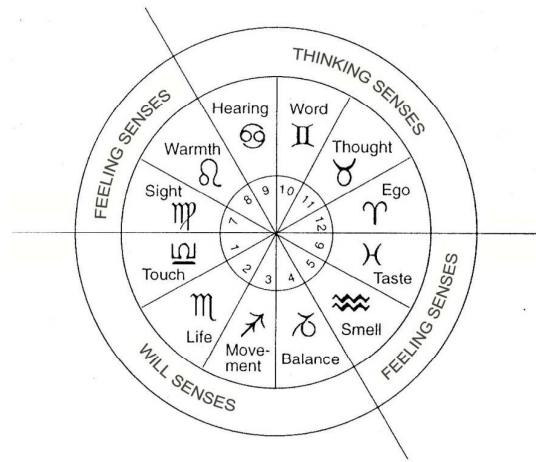 THINKING SENSES
FEELING SENSES
Hearing
Word
Warmth
Thought
Sight
Ego
Touch
Taste
Life
Smell
Move-
ment
Balance
9
10
8
11
7
12
1
6
2
5
3
4
♋
♊
♌
♉
♍
♈
♎
♓
♏
♒
♐
♑
WILL SENSES
FEELING SENSES